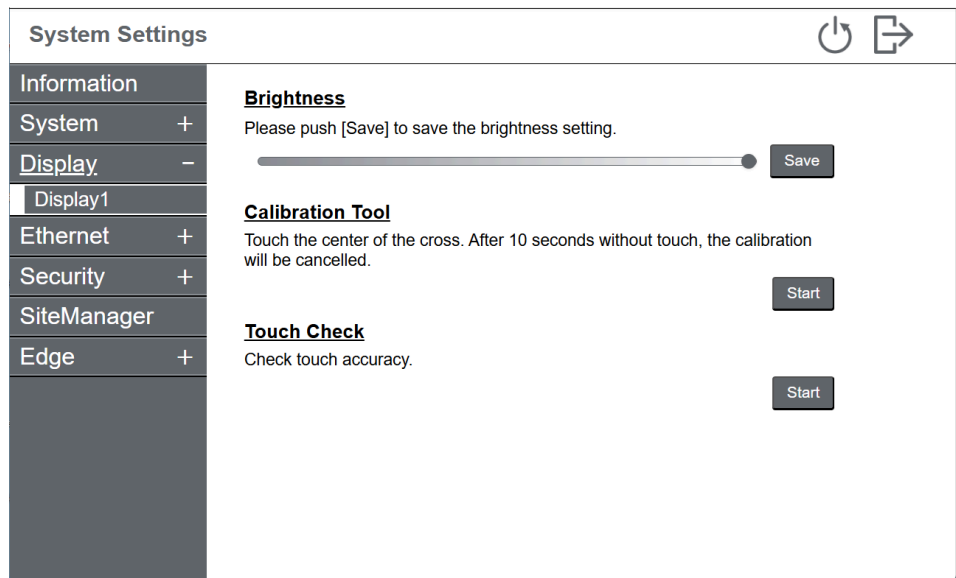 System Settings
Information
System +
Display −
Display1
Ethernet +
Security +
SiteManager
Edge +
Brightness
Please push [Save] to save the brightness setting.
Save
Calibration Tool
Touch the center of the cross. After 10 seconds without touch, the calibration
will be cancelled.
Start
Touch Check
Check touch accuracy.
Start